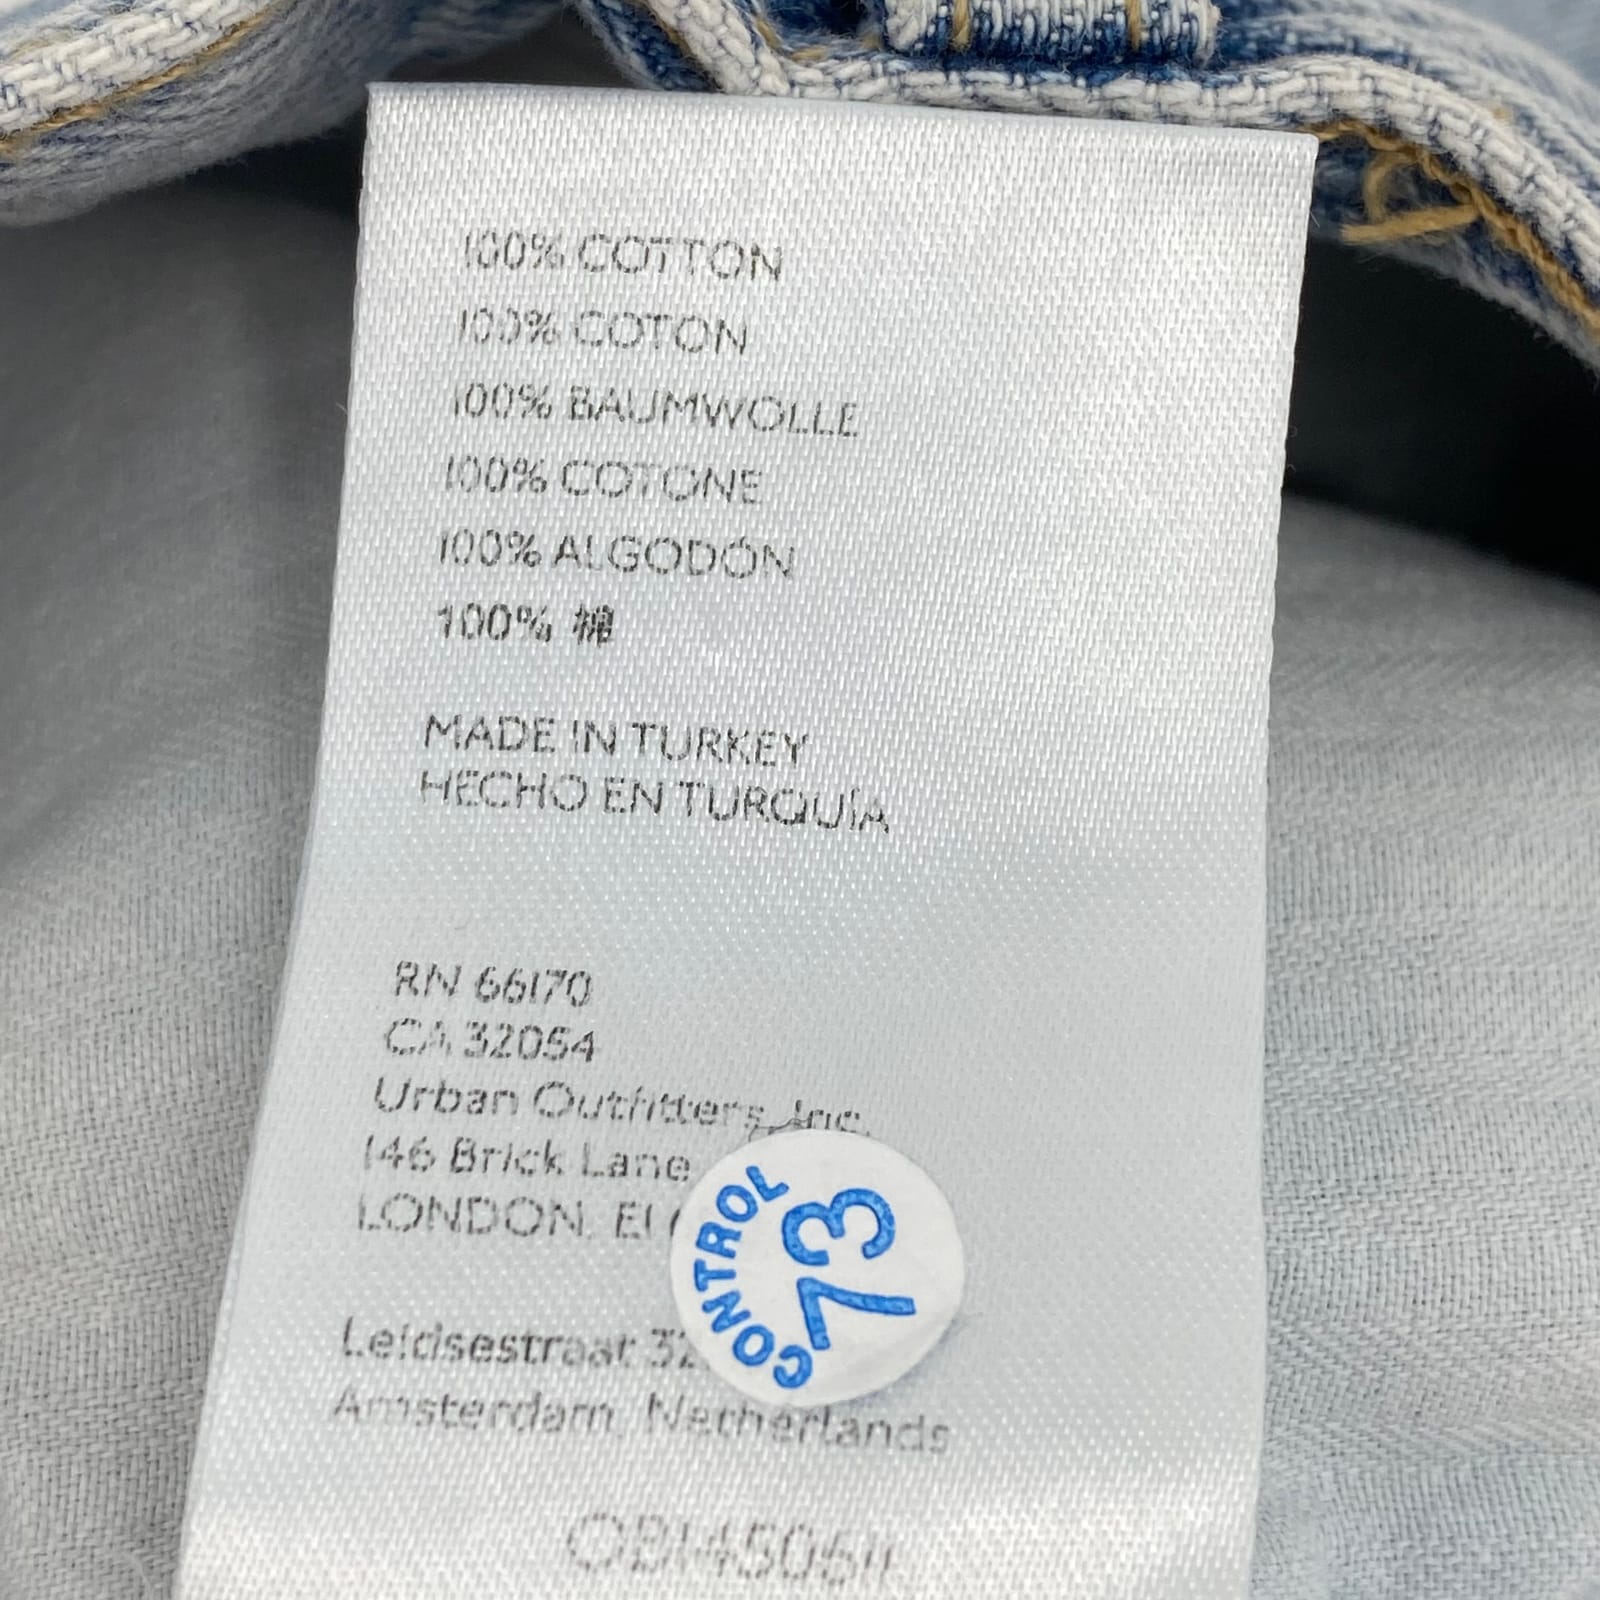 100% COTTON
100% COTON
100% BAUMWOLLE
100% COTONE
100% ALGODÓN
100% 棉
MADE IN TURKEY
HECHO EN TURQUÍA
RN 66170
CA 32054
Urban Outfitters, Inc.
146 Brick Lane
LONDON,
CONTROL
73
Leidsestraat
Amsterdam, Netherlands